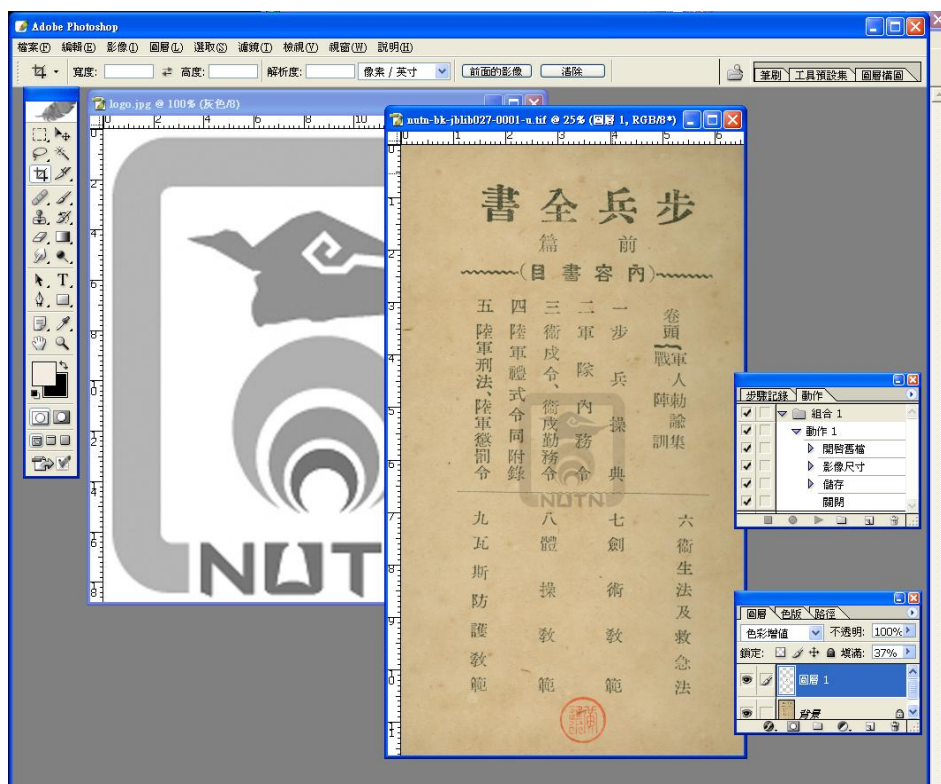 Adobe Photoshop
檔案(F) 編輯(E) 影像(I) 圖層(L) 選取(S) 濾鏡(T) 檢視(V) 視窗(W) 說明(H)
寬度: 高度: 解析度: 像素 / 英寸 前面的影像 清除 筆刷 工具預設集 圖層構圖
logo.jpg @ 100% (灰色/8)
NUTN
nutn-bk-jblib027-0001-u.tif @ 25% (圖層 1, RGB/8*)
步兵全書
前篇
(內容書目)
卷頭
軍人勅諭集
戰陣訓
一步兵操典
二軍隊內務令
三衞戍令、衞戍勤務令
四陸軍禮式令同附錄
五陸軍刑法、陸軍懲罰令
六衞生法及救急法
七劍術教範
八體操教範
九瓦斯防護教範
NUTN
步驟記錄 動作
組合 1
動作 1
開啟舊檔
影像尺寸
儲存
關閉
圖層 色版 路徑
色彩增值 不透明: 100%
鎖定: 填滿: 37%
圖層 1
背景